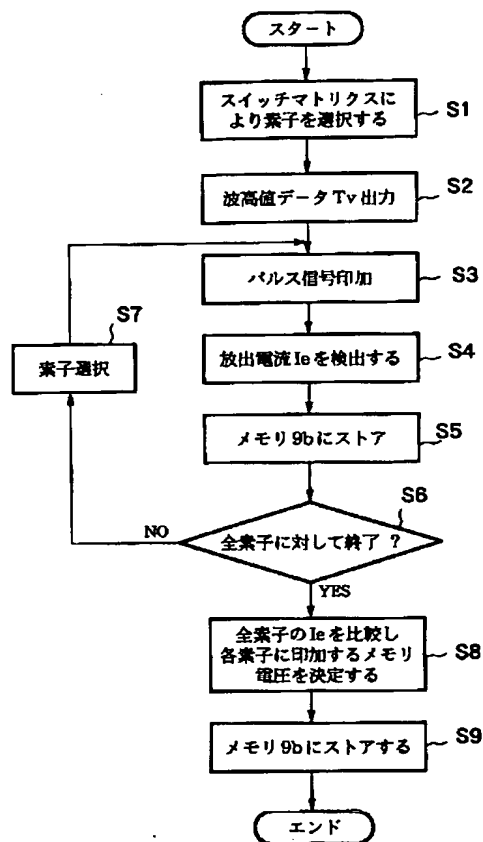 スタート
スイッチマトリクスに
より素子を選択する
S1
波高値データTv出力
S2
パルス信号印加
S3
S7
素子選択
放出電流Ieを検出する
S4
メモリ9bにストア
S5
S6
全素子に対して終了 ?
NO
YES
全素子のIeを比較し
各素子に印加するメモリ
電圧を決定する
S8
メモリ9bにストアする
S9
エンド